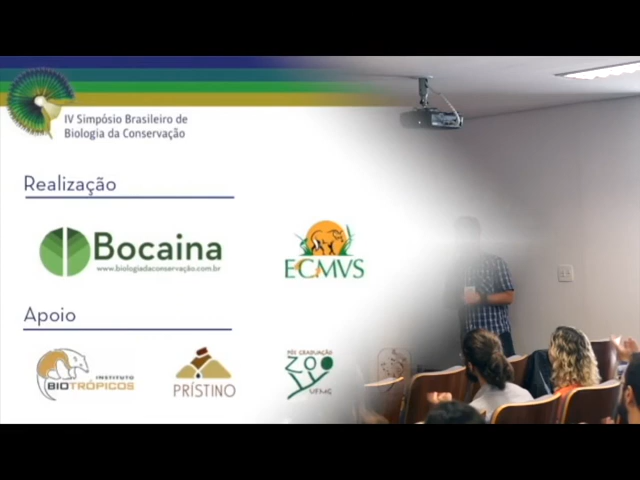 IV Simpósio Brasileiro de
Biologia da Conservação
Realização
Bocaina
www.biologiadaconservação.com.br
ECMVS
Apoio
INSTITUTO
BIOTRÓPICOS
PRÍSTINO
PÓS GRADUAÇÃO
ZOO
UFMG